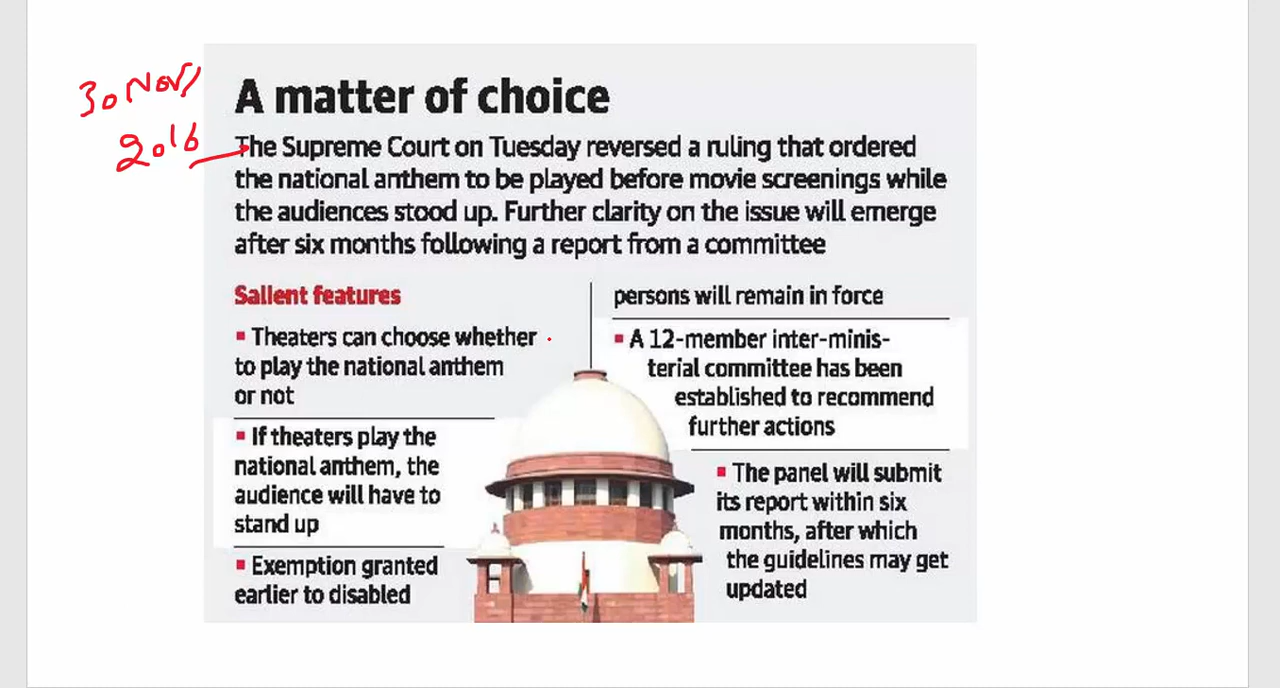 30 Nov,
2016
A matter of choice
The Supreme Court on Tuesday reversed a ruling that ordered
the national anthem to be played before movie screenings while
the audiences stood up. Further clarity on the issue will emerge
after six months following a report from a committee
Salient features
▪ Theaters can choose whether
to play the national anthem
or not
▪ If theaters play the
national anthem, the
audience will have to
stand up
▪ Exemption granted
earlier to disabled
persons will remain in force
▪ A 12-member inter-minis-
terial committee has been
established to recommend
further actions
▪ The panel will submit
its report within six
months, after which
the guidelines may get
updated